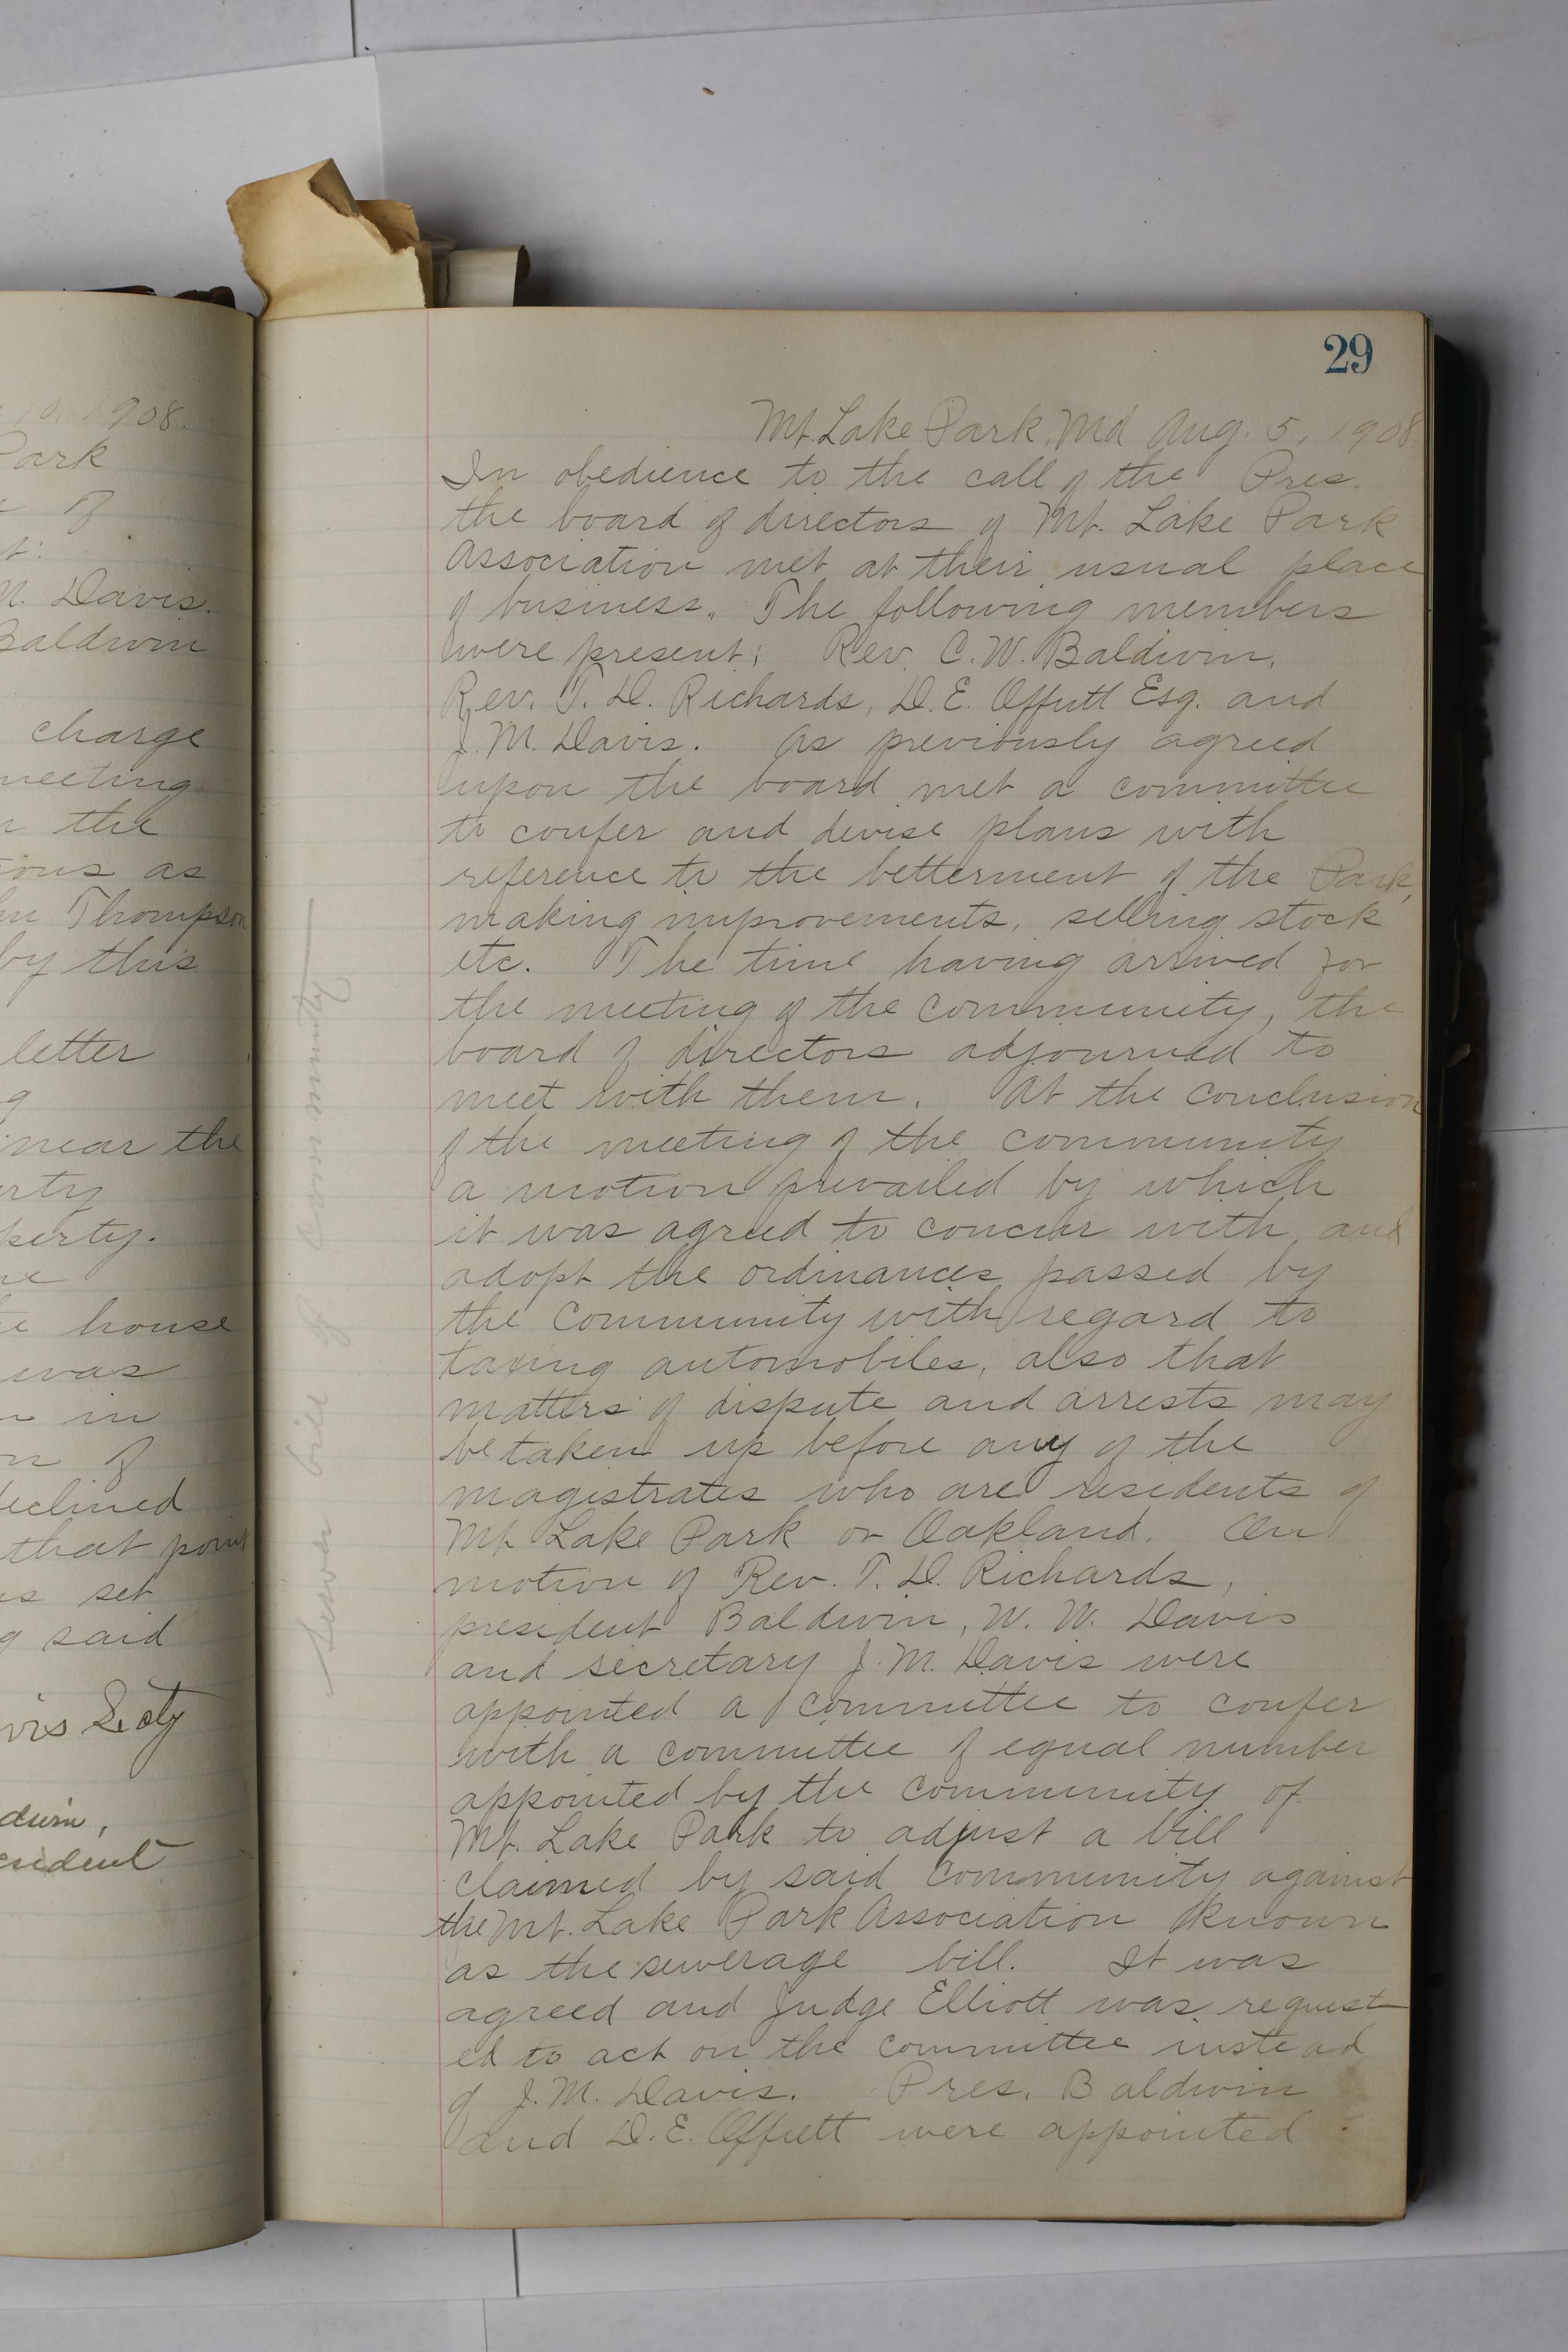 1908.
Park
of
N. Davis.
Baldwin
charge
meeting
the
as
Thompson
by this
letter
near the
house
was
in
of
declined
that point
set
said
Secty
29
Mt. Lake Park, Md Aug. 5, 1908
In obedience to the call of the Pres.
the board of directors of Mt. Lake Park
Association met at their usual place
of business. The following members
were present: Rev. C. W. Baldwin,
Rev. T. D. Richards, D. E. Offutt Esq. and
J. M. Davis. As previously agreed
upon the board met a committee
to confer and devise plans with
reference to the betterment of the Park,
making improvements, selling stock
etc. The time having arrived for
the meeting of the community, the
board of directors adjourned to
meet with them. At the conclusion
of the meeting of the community
a motion prevailed by which
it was agreed to concur with and
adopt the ordinances passed by
the community with regard to
taxing automobiles, also that
matters of dispute and arrests may
be taken up before any of the
magistrates who are residents of
Mt. Lake Park or Oakland. On
motion of Rev. T. D. Richards,
president Baldwin, W. W. Davis
and secretary J. M. Davis were
appointed a committee to confer
with a committee of equal number
appointed by the community of
Mt. Lake Park to adjust a bill
claimed by said community against
the Mt. Lake Park Association known
as the sewerage bill. It was
agreed and Judge Elliott was request-
ed to act on the committee instead
of J. M. Davis. Pres. Baldwin
and D. E. Offutt were appointed
Sewer bill of Community